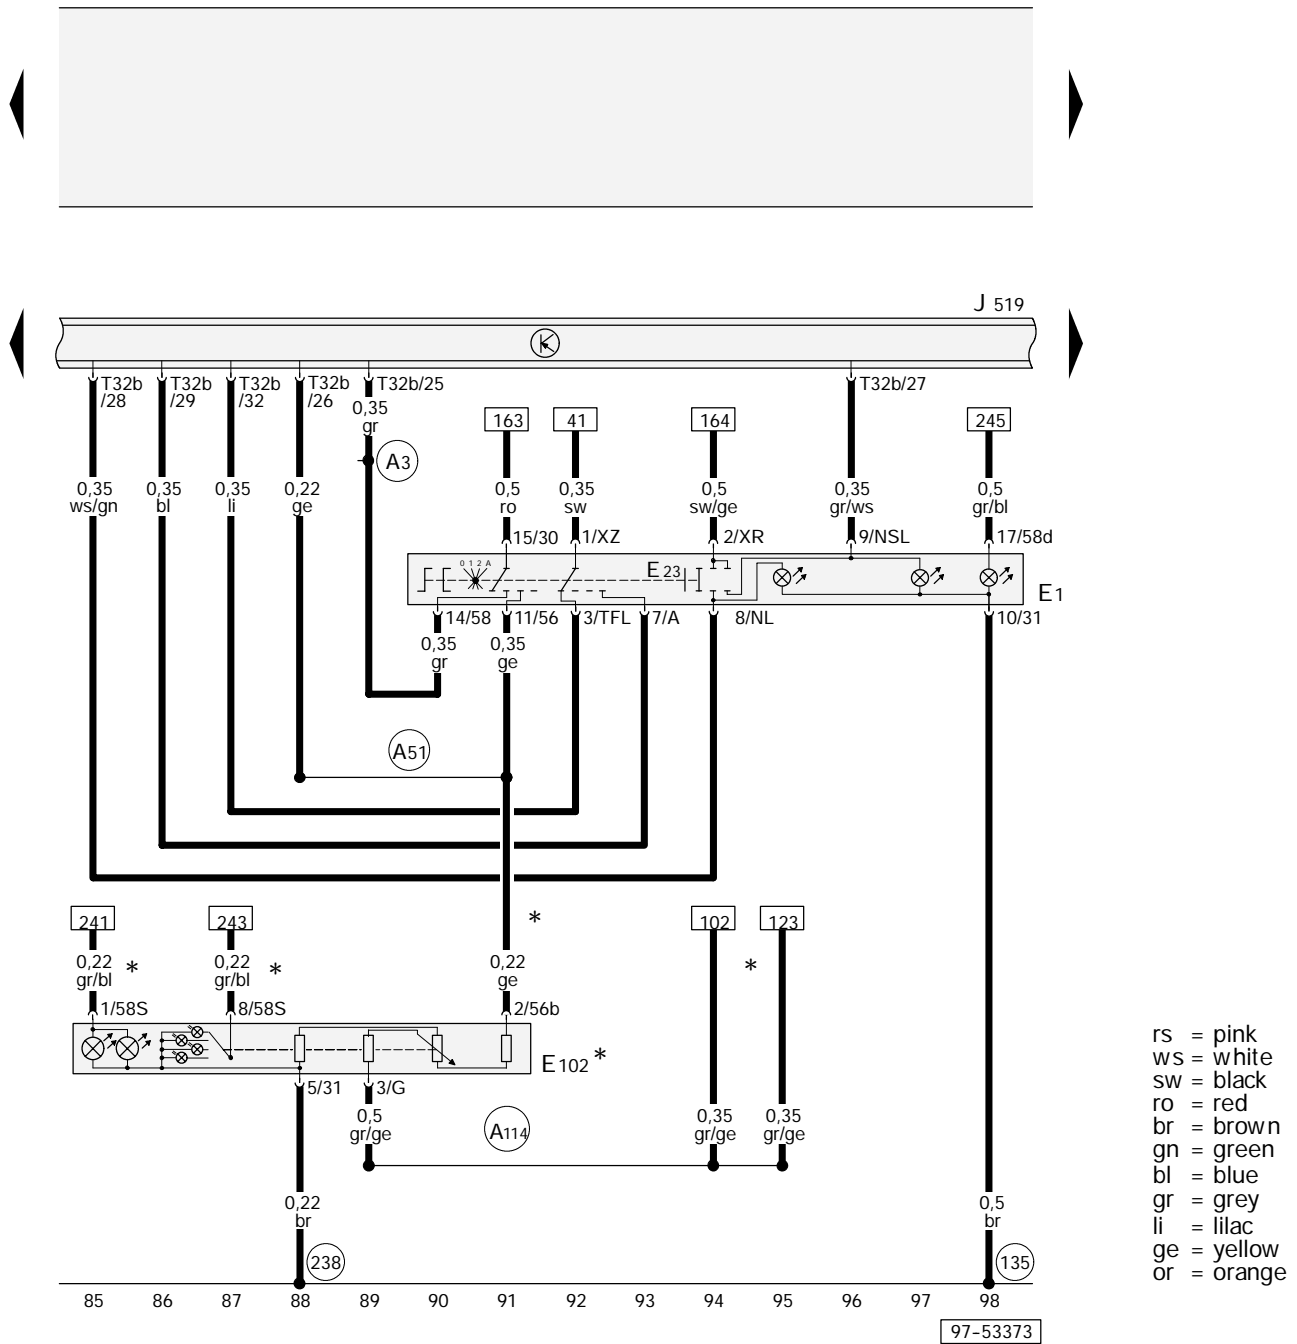 J 519
T32b
/28
T32b
/29
T32b
/32
T32b
/26
T32b/25
T32b/27
0,35
gr
163
41
164
245
A3
0,35
ws/gn
0,35
bl
0,35
li
0,22
ge
0,5
ro
0,35
sw
0,5
sw/ge
0,35
gr/ws
0,5
gr/bl
15/30
1/XZ
2/XR
9/NSL
17/58d
0 1 2 A
E 23
E1
14/58
11/56
3/TFL
7/A
8/NL
10/31
0,35
gr
0,35
ge
A51
241
243
*
102
123
0,22
gr/bl
*
0,22
gr/bl
*
0,22
ge
*
1/58S
8/58S
2/56b
E102 *
5/31
3/G
0,5
gr/ge
A114
0,35
gr/ge
0,35
gr/ge
0,22
br
0,5
br
238
135
85 86 87 88 89 90 91 92 93 94 95 96 97 98
97-53373
rs = pink
ws = white
sw = black
ro = red
br = brown
gn = green
bl = blue
gr = grey
li = lilac
ge = yellow
or = orange